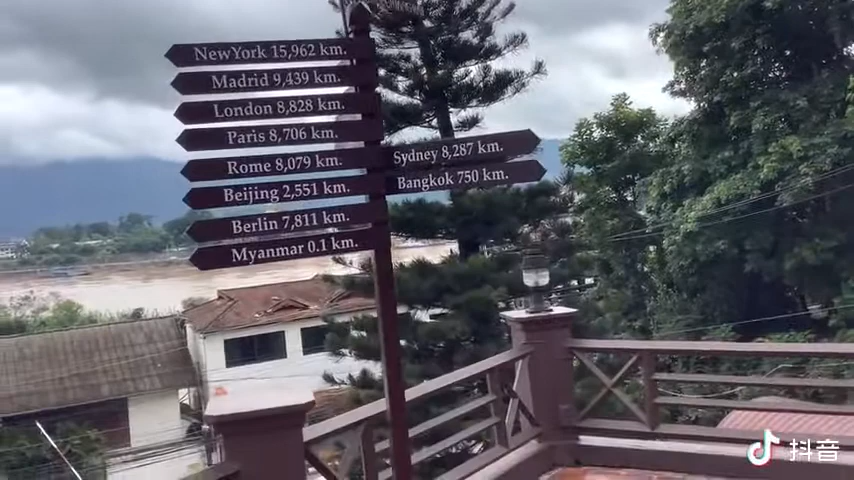 NewYork 15,962 km.
Madrid 9,439 km.
London 8,828 km.
Paris 8,706 km.
Rome 8,079 km.
Beijing 2,551 km.
Berlin 7,811 km.
Myanmar 0.1 km.
Sydney 8,287 km.
Bangkok 750 km.
抖音